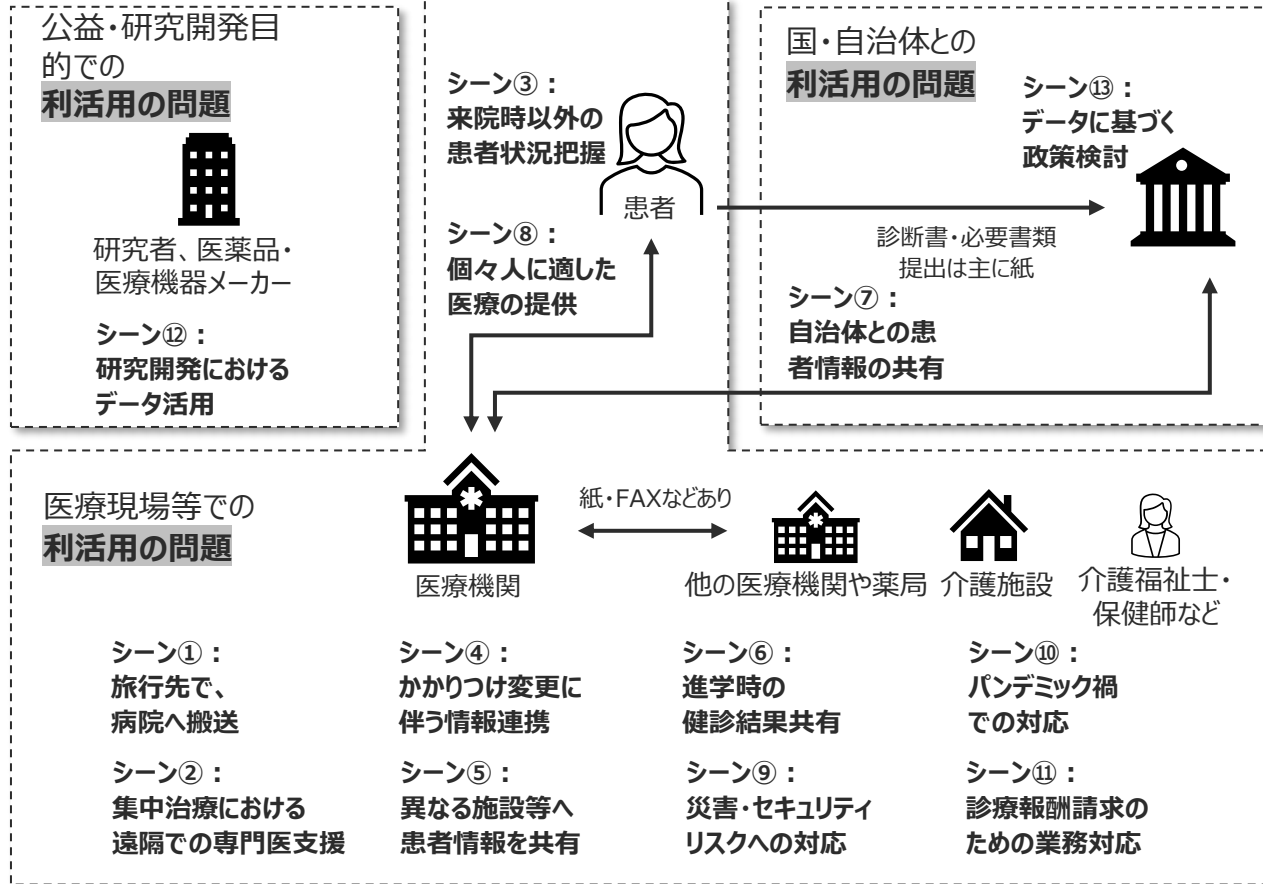 公益・研究開発目
的での
利活用の問題
研究者、医薬品・
医療機器メーカー
シーン⑫：
研究開発における
データ活用
シーン③：
来院時以外の
患者状況把握
患者
シーン⑧：
個々人に適した
医療の提供
国・自治体との
利活用の問題
シーン⑬：
データに基づく
政策検討
診断書・必要書類
提出は主に紙
シーン⑦：
自治体との患
者情報の共有
医療現場等での
利活用の問題
医療機関
紙・FAXなどあり
他の医療機関や薬局
介護施設
介護福祉士・
保健師など
シーン①：
旅行先で、
病院へ搬送
シーン④：
かかりつけ変更に
伴う情報連携
シーン⑥：
進学時の
健診結果共有
シーン⑩：
パンデミック禍
での対応
シーン②：
集中治療における
遠隔での専門医支援
シーン⑤：
異なる施設等へ
患者情報を共有
シーン⑨：
災害・セキュリティ
リスクへの対応
シーン⑪：
診療報酬請求の
ための業務対応